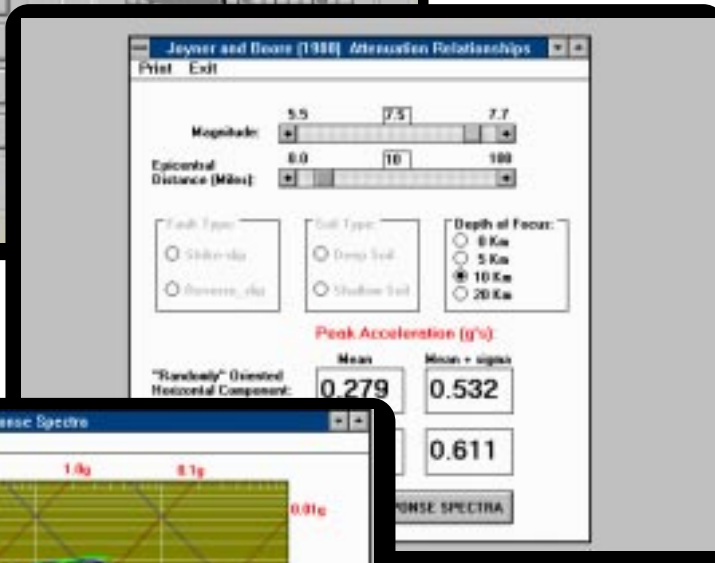 Joyner and Boore (1988) Attenuation Relationships
Print Exit
5.5 7.5 7.7
Magnitude:
0.0 10 100
Epicentral
Distance (Miles):
Fault Type: Soil Type: Depth of Focus:
0 Km
Strike-slip Deep Soil 5 Km
10 Km
Reverse_slip Shallow Soil 20 Km
Peak Acceleration (g's)
Mean Mean + sigma
"Randomly" Oriented
Horizontal Component: 0.279 0.532
0.611
ONSE SPECTRA
onse Spectra
1.0g 0.1g
0.01g